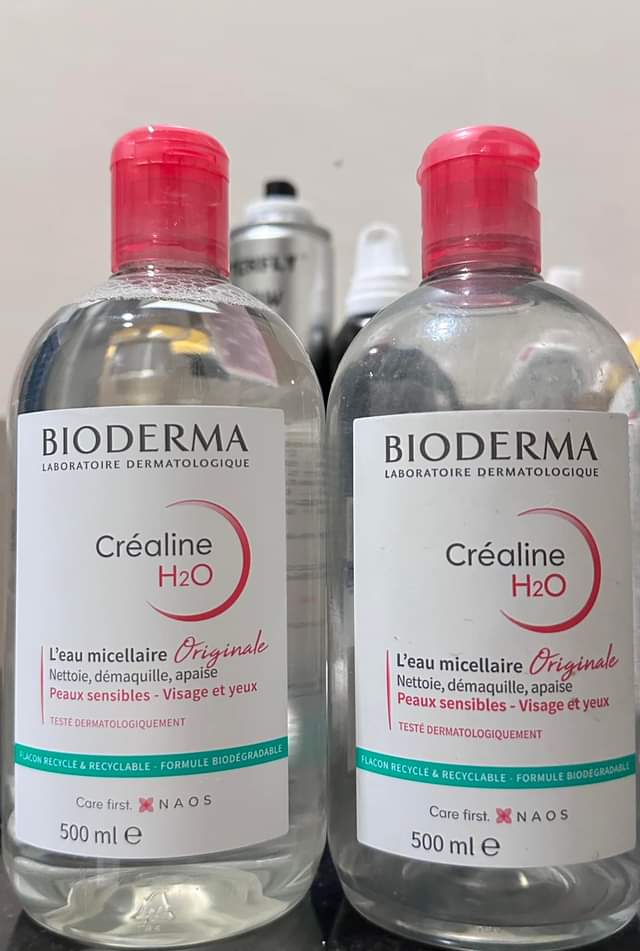 BIODERMA
LABORATOIRE DERMATOLOGIQUE
Créaline
H2O
L'eau micellaire Originale
Nettoie, démaquille, apaise
Peaux sensibles - Visage et yeux
TESTÉ DERMATOLOGIQUEMENT
FLACON RECYCLÉ & RECYCLABLE - FORMULE BIODÉGRADABLE
Care first. NAOS
500 ml ℮
BIODERMA
LABORATOIRE DERMATOLOGIQUE
Créaline
H2O
L'eau micellaire Originale
Nettoie, démaquille, apaise
Peaux sensibles - Visage et yeux
TESTÉ DERMATOLOGIQUEMENT
FLACON RECYCLÉ & RECYCLABLE - FORMULE BIODÉGRADABLE
Care first. NAOS
500 ml ℮